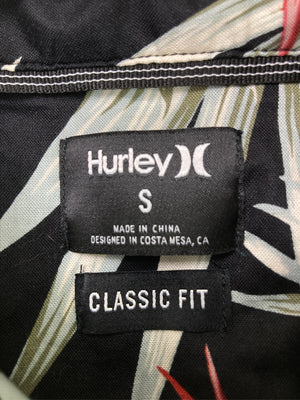 Hurley
S
MADE IN CHINA
DESIGNED IN COSTA MESA, CA
CLASSIC FIT